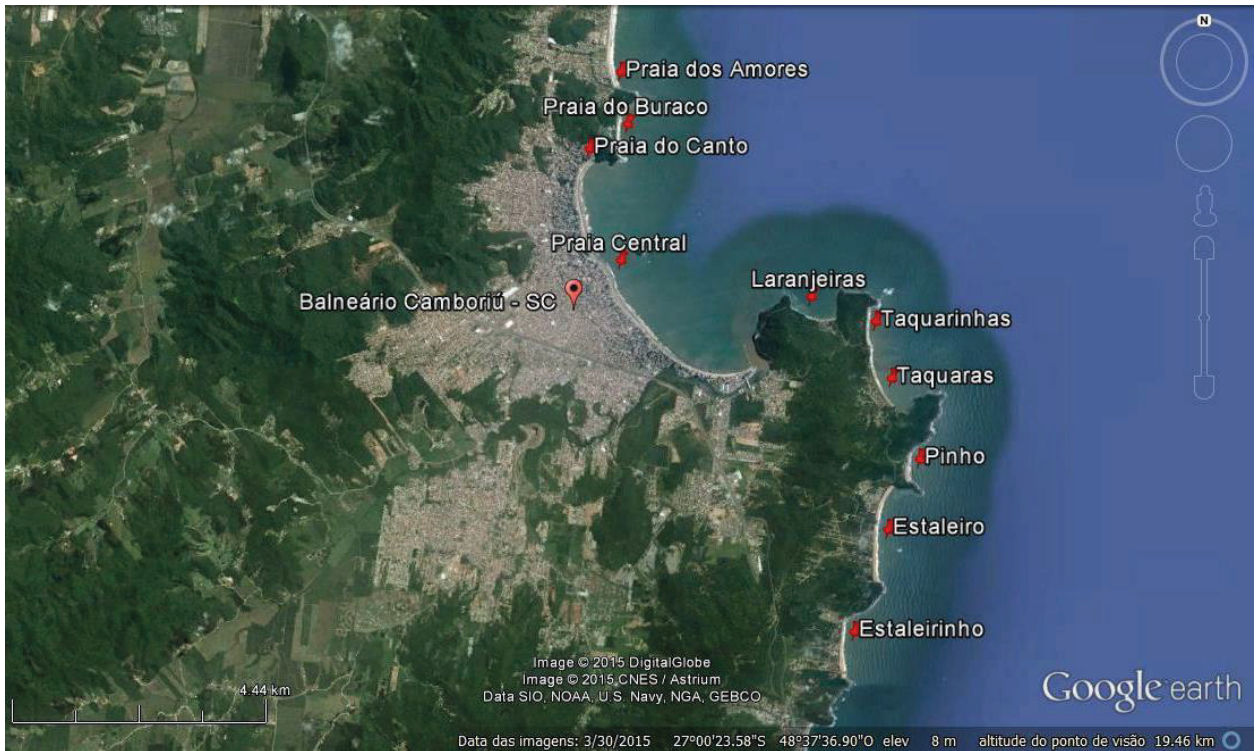 N
Praia dos Amores
Praia do Buraco
Praia do Canto
Praia Central
Laranjeiras
Balneário Camboriú - SC
Taquarinhas
Taquaras
Pinho
Estaleiro
Estaleirinho
Image © 2015 DigitalGlobe
Image © 2015 CNES / Astrium
Data SIO, NOAA, U.S. Navy, NGA, GEBCO
4.44 km
Google earth
Data das imagens: 3/30/2015 27°00'23.58"S 48°37'36.90"O elev 8 m altitude do ponto de visão 19.46 km